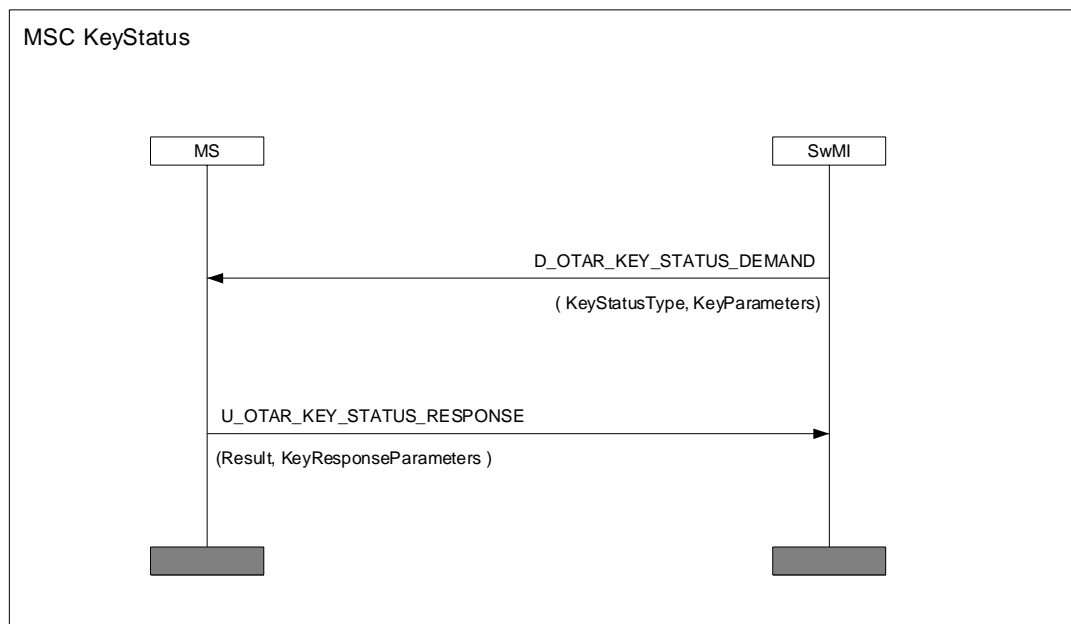 MSC KeyStatus
MS
SwMI
D_OTAR_KEY_STATUS_DEMAND
( KeyStatusType, KeyParameters)
U_OTAR_KEY_STATUS_RESPONSE
(Result, KeyResponseParameters )